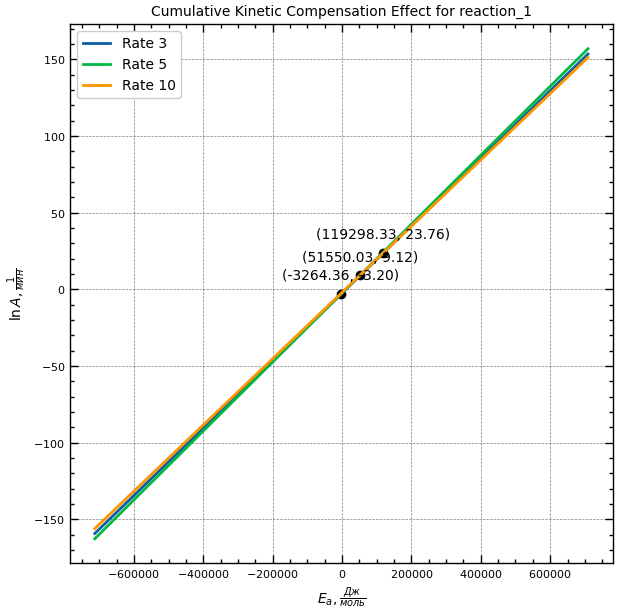 Cumulative Kinetic Compensation Effect for reaction_1
Rate 3
Rate 5
Rate 10
150
100
50
0
−50
−100
−150
ln A, 1/мин
(119298.33, 23.76)
(51550.03, 9.12)
(-3264.36, -3.20)
−600000 −400000 −200000 0 200000 400000 600000
Eₐ, Дж/моль